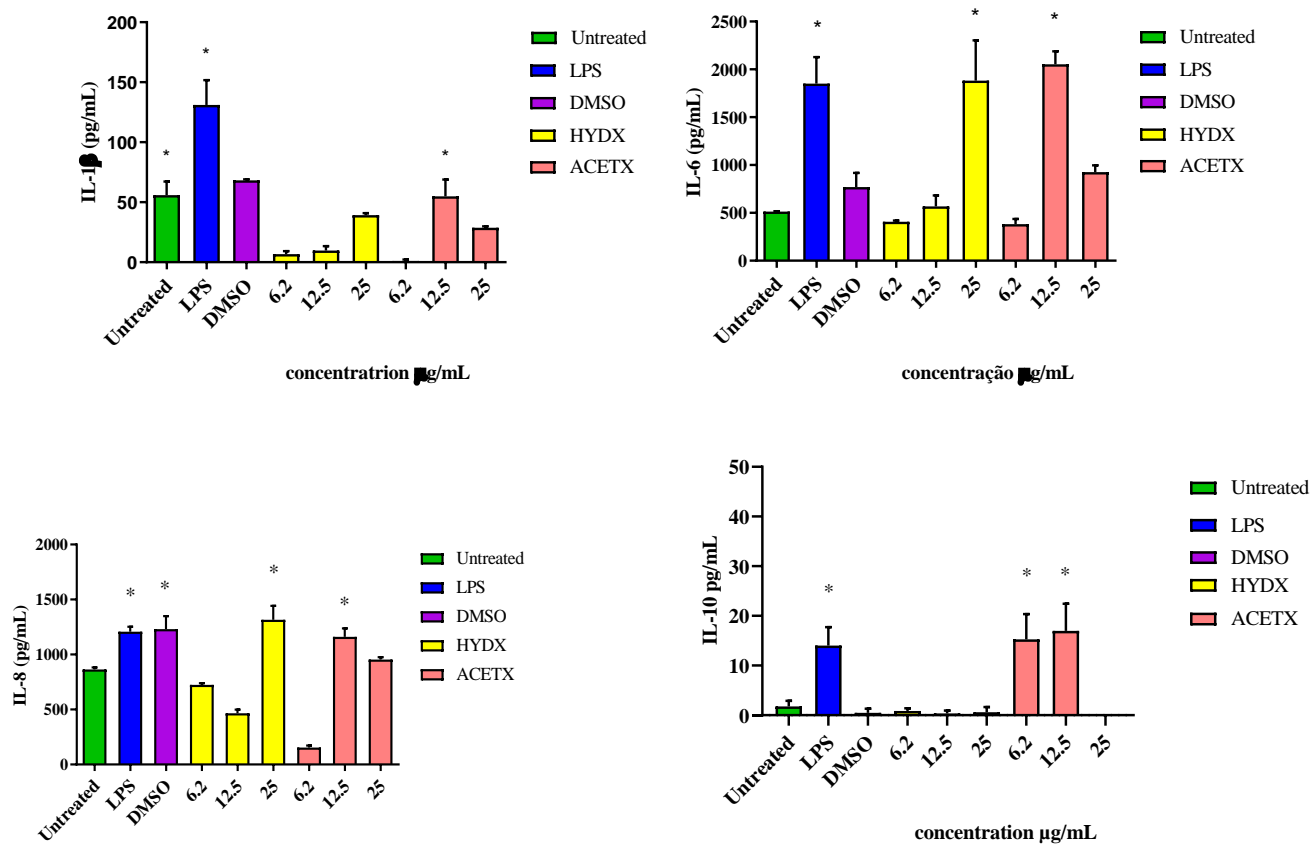 IL-1β (pg/mL)
200
150
100
50
0
*
*
*
Untreated
LPS
DMSO
6.2
12.5
25
6.2
12.5
25
concentratrion μg/mL
Untreated
LPS
DMSO
HYDX
ACETX
IL-6 (pg/mL)
2500
2000
1500
1000
500
0
*
*
*
Untreated
LPS
DMSO
6.2
12.5
25
6.2
12.5
25
concentração μg/mL
Untreated
LPS
DMSO
HYDX
ACETX
IL-8 (pg/mL)
2000
1500
1000
500
0
*
*
*
*
Untreated
LPS
DMSO
6.2
12.5
25
6.2
12.5
25
Untreated
LPS
DMSO
HYDX
ACETX
IL-10 pg/mL
50
40
30
20
10
0
*
*
*
Untreated
LPS
DMSO
6.2
12.5
25
6.2
12.5
25
concentration µg/mL
Untreated
LPS
DMSO
HYDX
ACETX